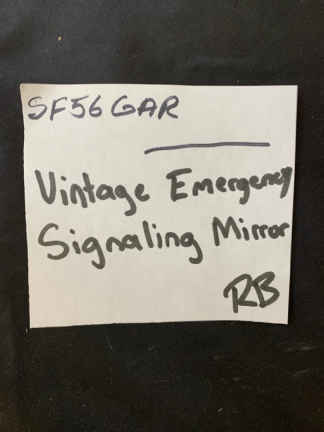 SF56GAR
Vintage Emergency
Signaling Mirror
RB